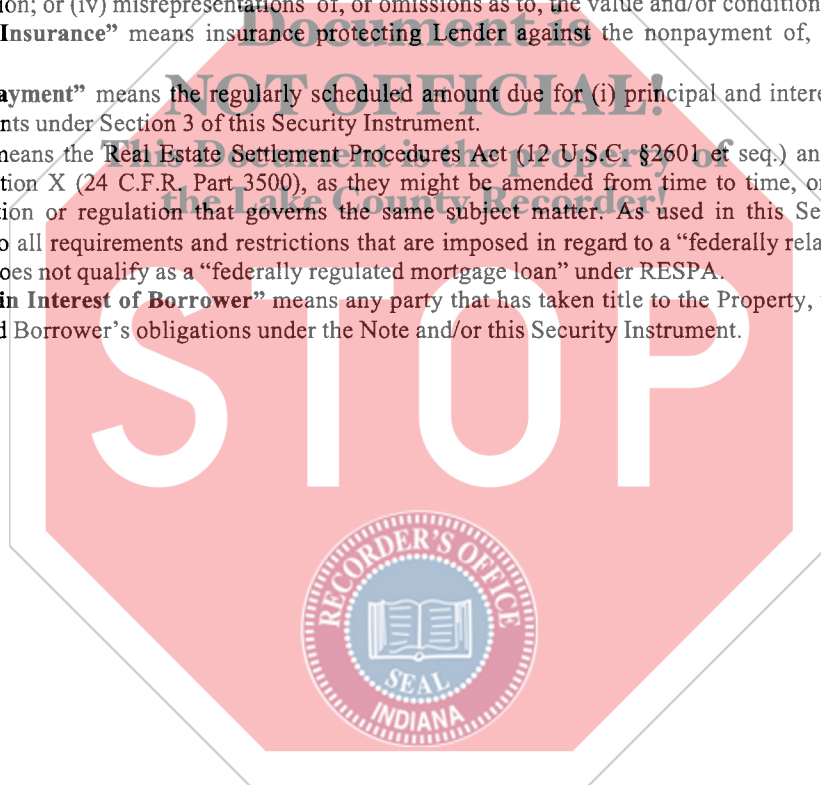 ion; or (iv) misrepresentations of, or omissions as to, the value and/or condition
Document is
Insurance” means insurance protecting Lender against the nonpayment of,
NOT OFFICIAL!
ayment” means the regularly scheduled amount due for (i) principal and intere
nts under Section 3 of this Security Instrument.
This Document is the property of
neans the Real Estate Settlement Procedures Act (12 U.S.C. §2601 et seq.) an
tion X (24 C.F.R. Part 3500), as they might be amended from time to time, or
the Lake County Recorder!
tion or regulation that governs the same subject matter. As used in this Se
o all requirements and restrictions that are imposed in regard to a “federally rela
oes not qualify as a “federally regulated mortgage loan” under RESPA.
in Interest of Borrower” means any party that has taken title to the Property,
d Borrower’s obligations under the Note and/or this Security Instrument.
STOP
RECORDER'S OFFICE
SEAL
INDIANA